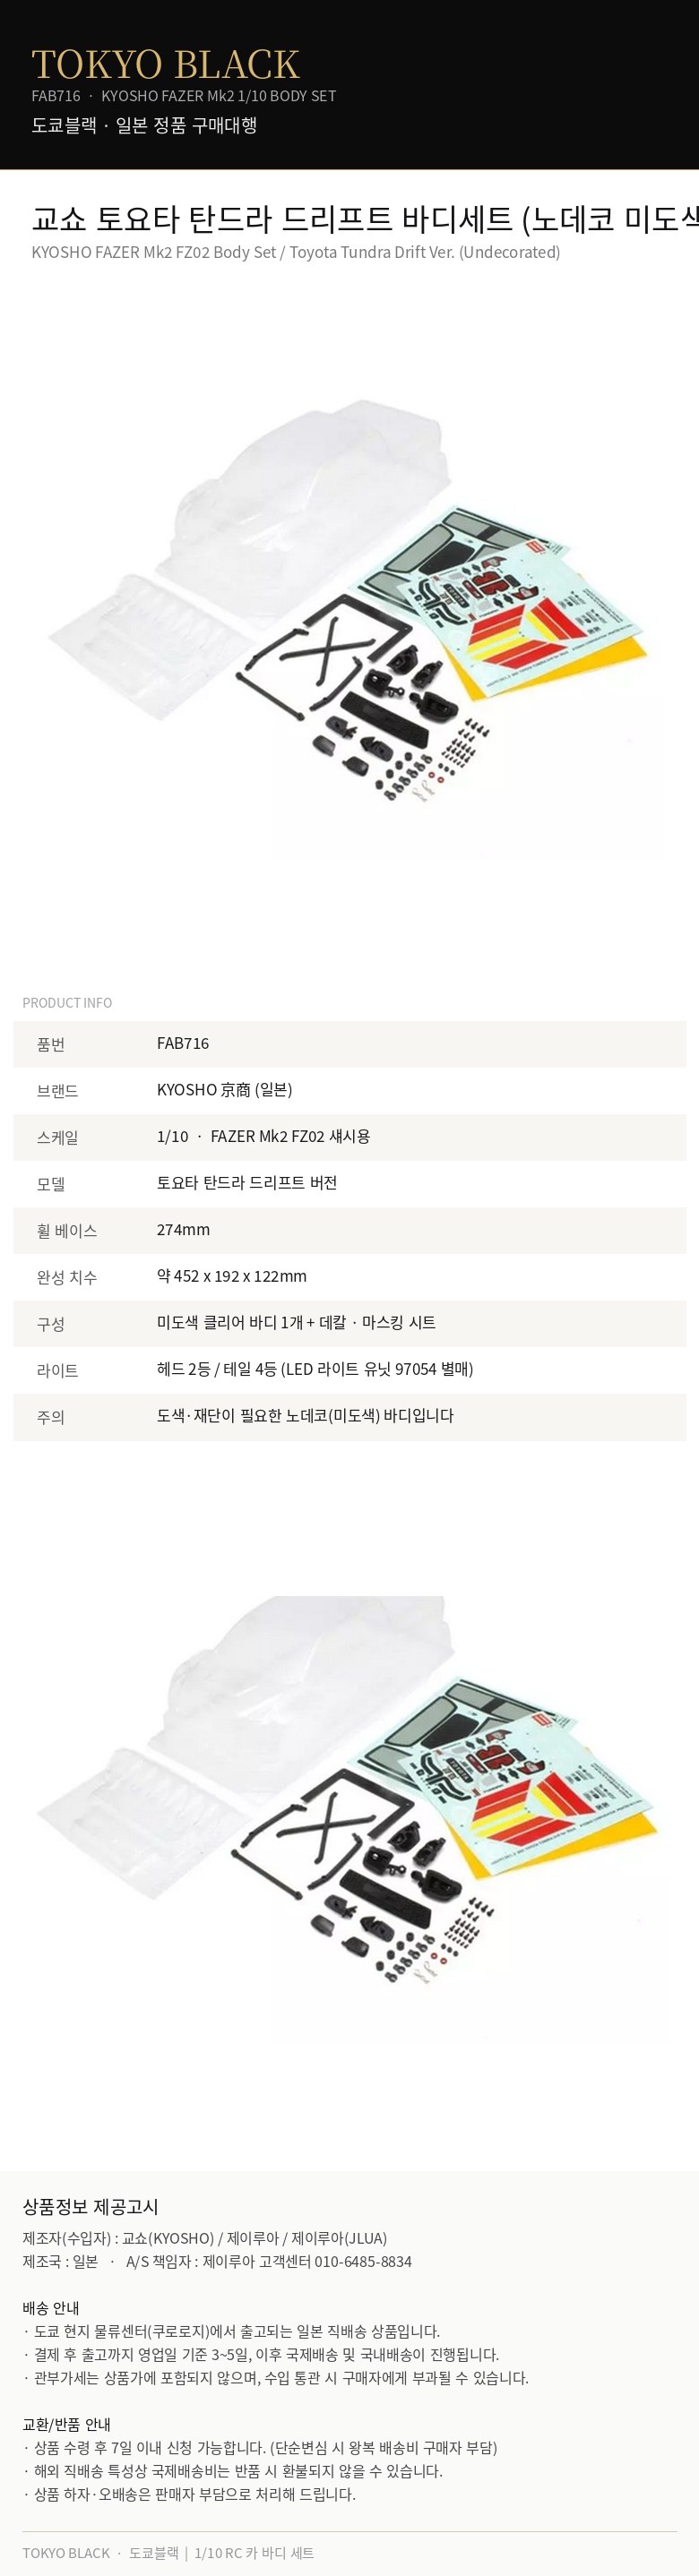 TOKYO BLACK
FAB716 · KYOSHO FAZER Mk2 1/10 BODY SET
도쿄블랙 · 일본 정품 구매대행
교쇼 토요타 탄드라 드리프트 바디세트 (노데코 미도색
KYOSHO FAZER Mk2 FZ02 Body Set / Toyota Tundra Drift Ver. (Undecorated)
PRODUCT INFO
품번 FAB716
브랜드 KYOSHO 京商 (일본)
스케일 1/10 · FAZER Mk2 FZ02 섀시용
모델 토요타 탄드라 드리프트 버전
휠 베이스 274mm
완성 치수 약 452 x 192 x 122mm
구성 미도색 클리어 바디 1개 + 데칼 · 마스킹 시트
라이트 헤드 2등 / 테일 4등 (LED 라이트 유닛 97054 별매)
주의 도색·재단이 필요한 노데코(미도색) 바디입니다
상품정보 제공고시
제조자(수입자) : 교쇼(KYOSHO) / 제이루아 / 제이루아(JLUA)
제조국 : 일본 · A/S 책임자 : 제이루아 고객센터 010-6485-8834
배송 안내
· 도쿄 현지 물류센터(쿠로로지)에서 출고되는 일본 직배송 상품입니다.
· 결제 후 출고까지 영업일 기준 3~5일, 이후 국제배송 및 국내배송이 진행됩니다.
· 관부가세는 상품가에 포함되지 않으며, 수입 통관 시 구매자에게 부과될 수 있습니다.
교환/반품 안내
· 상품 수령 후 7일 이내 신청 가능합니다. (단순변심 시 왕복 배송비 구매자 부담)
· 해외 직배송 특성상 국제배송비는 반품 시 환불되지 않을 수 있습니다.
· 상품 하자·오배송은 판매자 부담으로 처리해 드립니다.
TOKYO BLACK · 도쿄블랙 | 1/10 RC 카 바디 세트